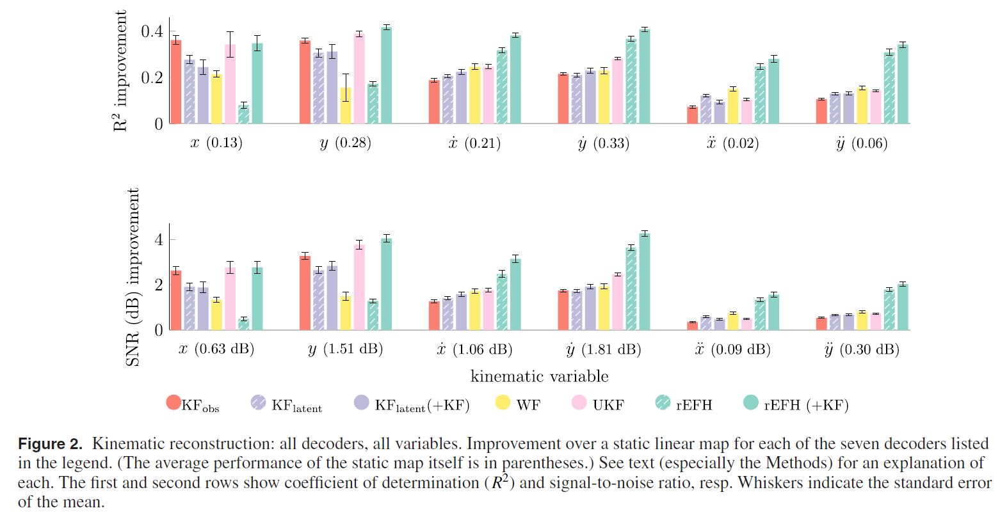 R² improvement
0.4
0.2
0
x (0.13) y (0.28) ẋ (0.21) ẏ (0.33) ẍ (0.02) ÿ (0.06)
SNR (dB) improvement
4
2
0
x (0.63 dB) y (1.51 dB) ẋ (1.06 dB) ẏ (1.81 dB) ẍ (0.09 dB) ÿ (0.30 dB)
kinematic variable
KF_obs KF_latent KF_latent(+KF) WF UKF rEFH rEFH (+KF)
Figure 2. Kinematic reconstruction: all decoders, all variables. Improvement over a static linear map for each of the seven decoders listed
in the legend. (The average performance of the static map itself is in parentheses.) See text (especially the Methods) for an explanation of
each. The first and second rows show coefficient of determination (R²) and signal-to-noise ratio, resp. Whiskers indicate the standard error
of the mean.